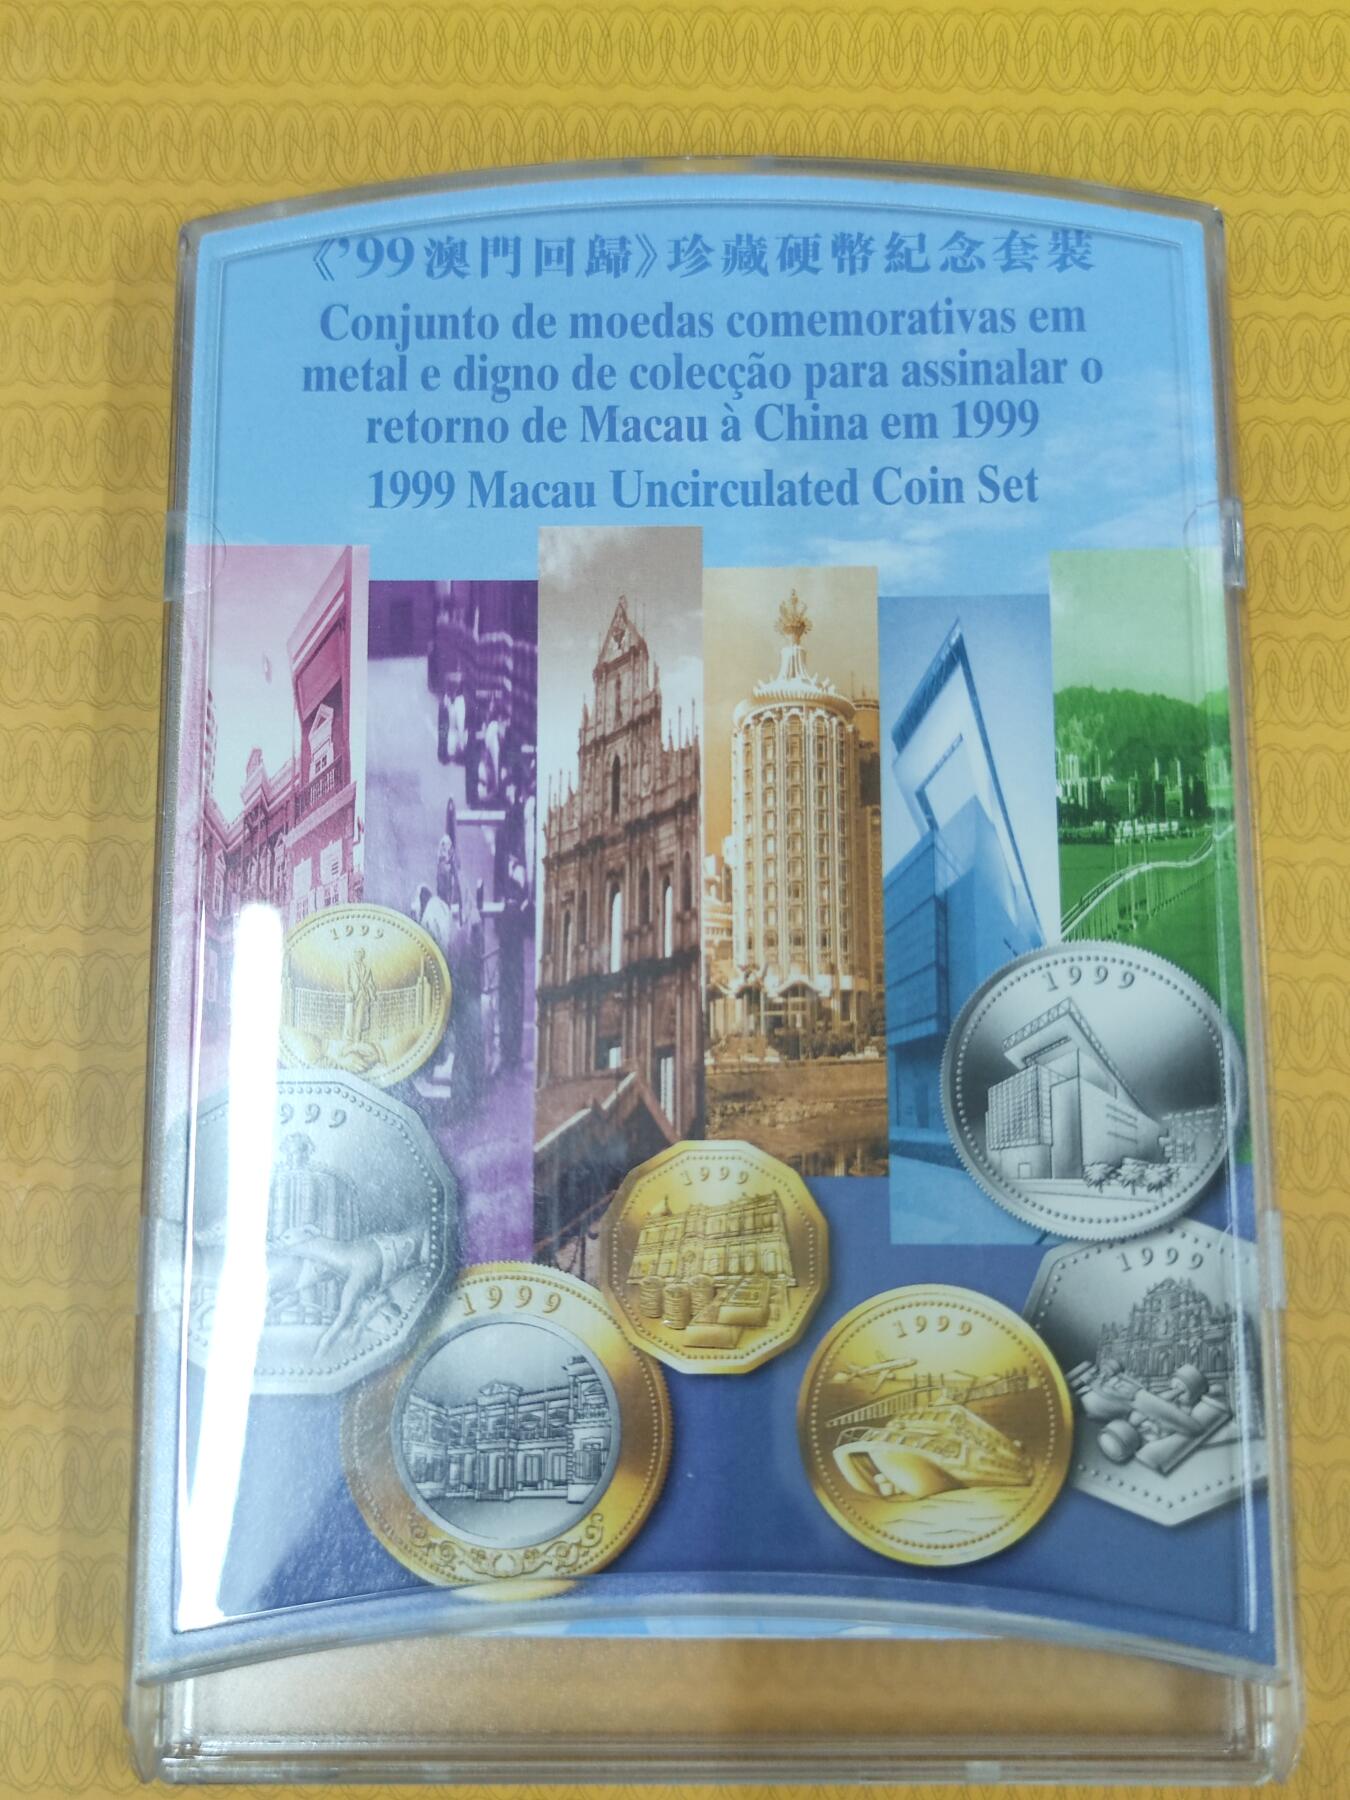 《’99澳門回歸》珍藏硬幣紀念套裝
Conjunto de moedas comemorativas em
metal e digno de colecção para assinalar o
retorno de Macau à China em 1999
1999 Macau Uncirculated Coin Set
1999
1999
1999
1999
1999
1999
1999